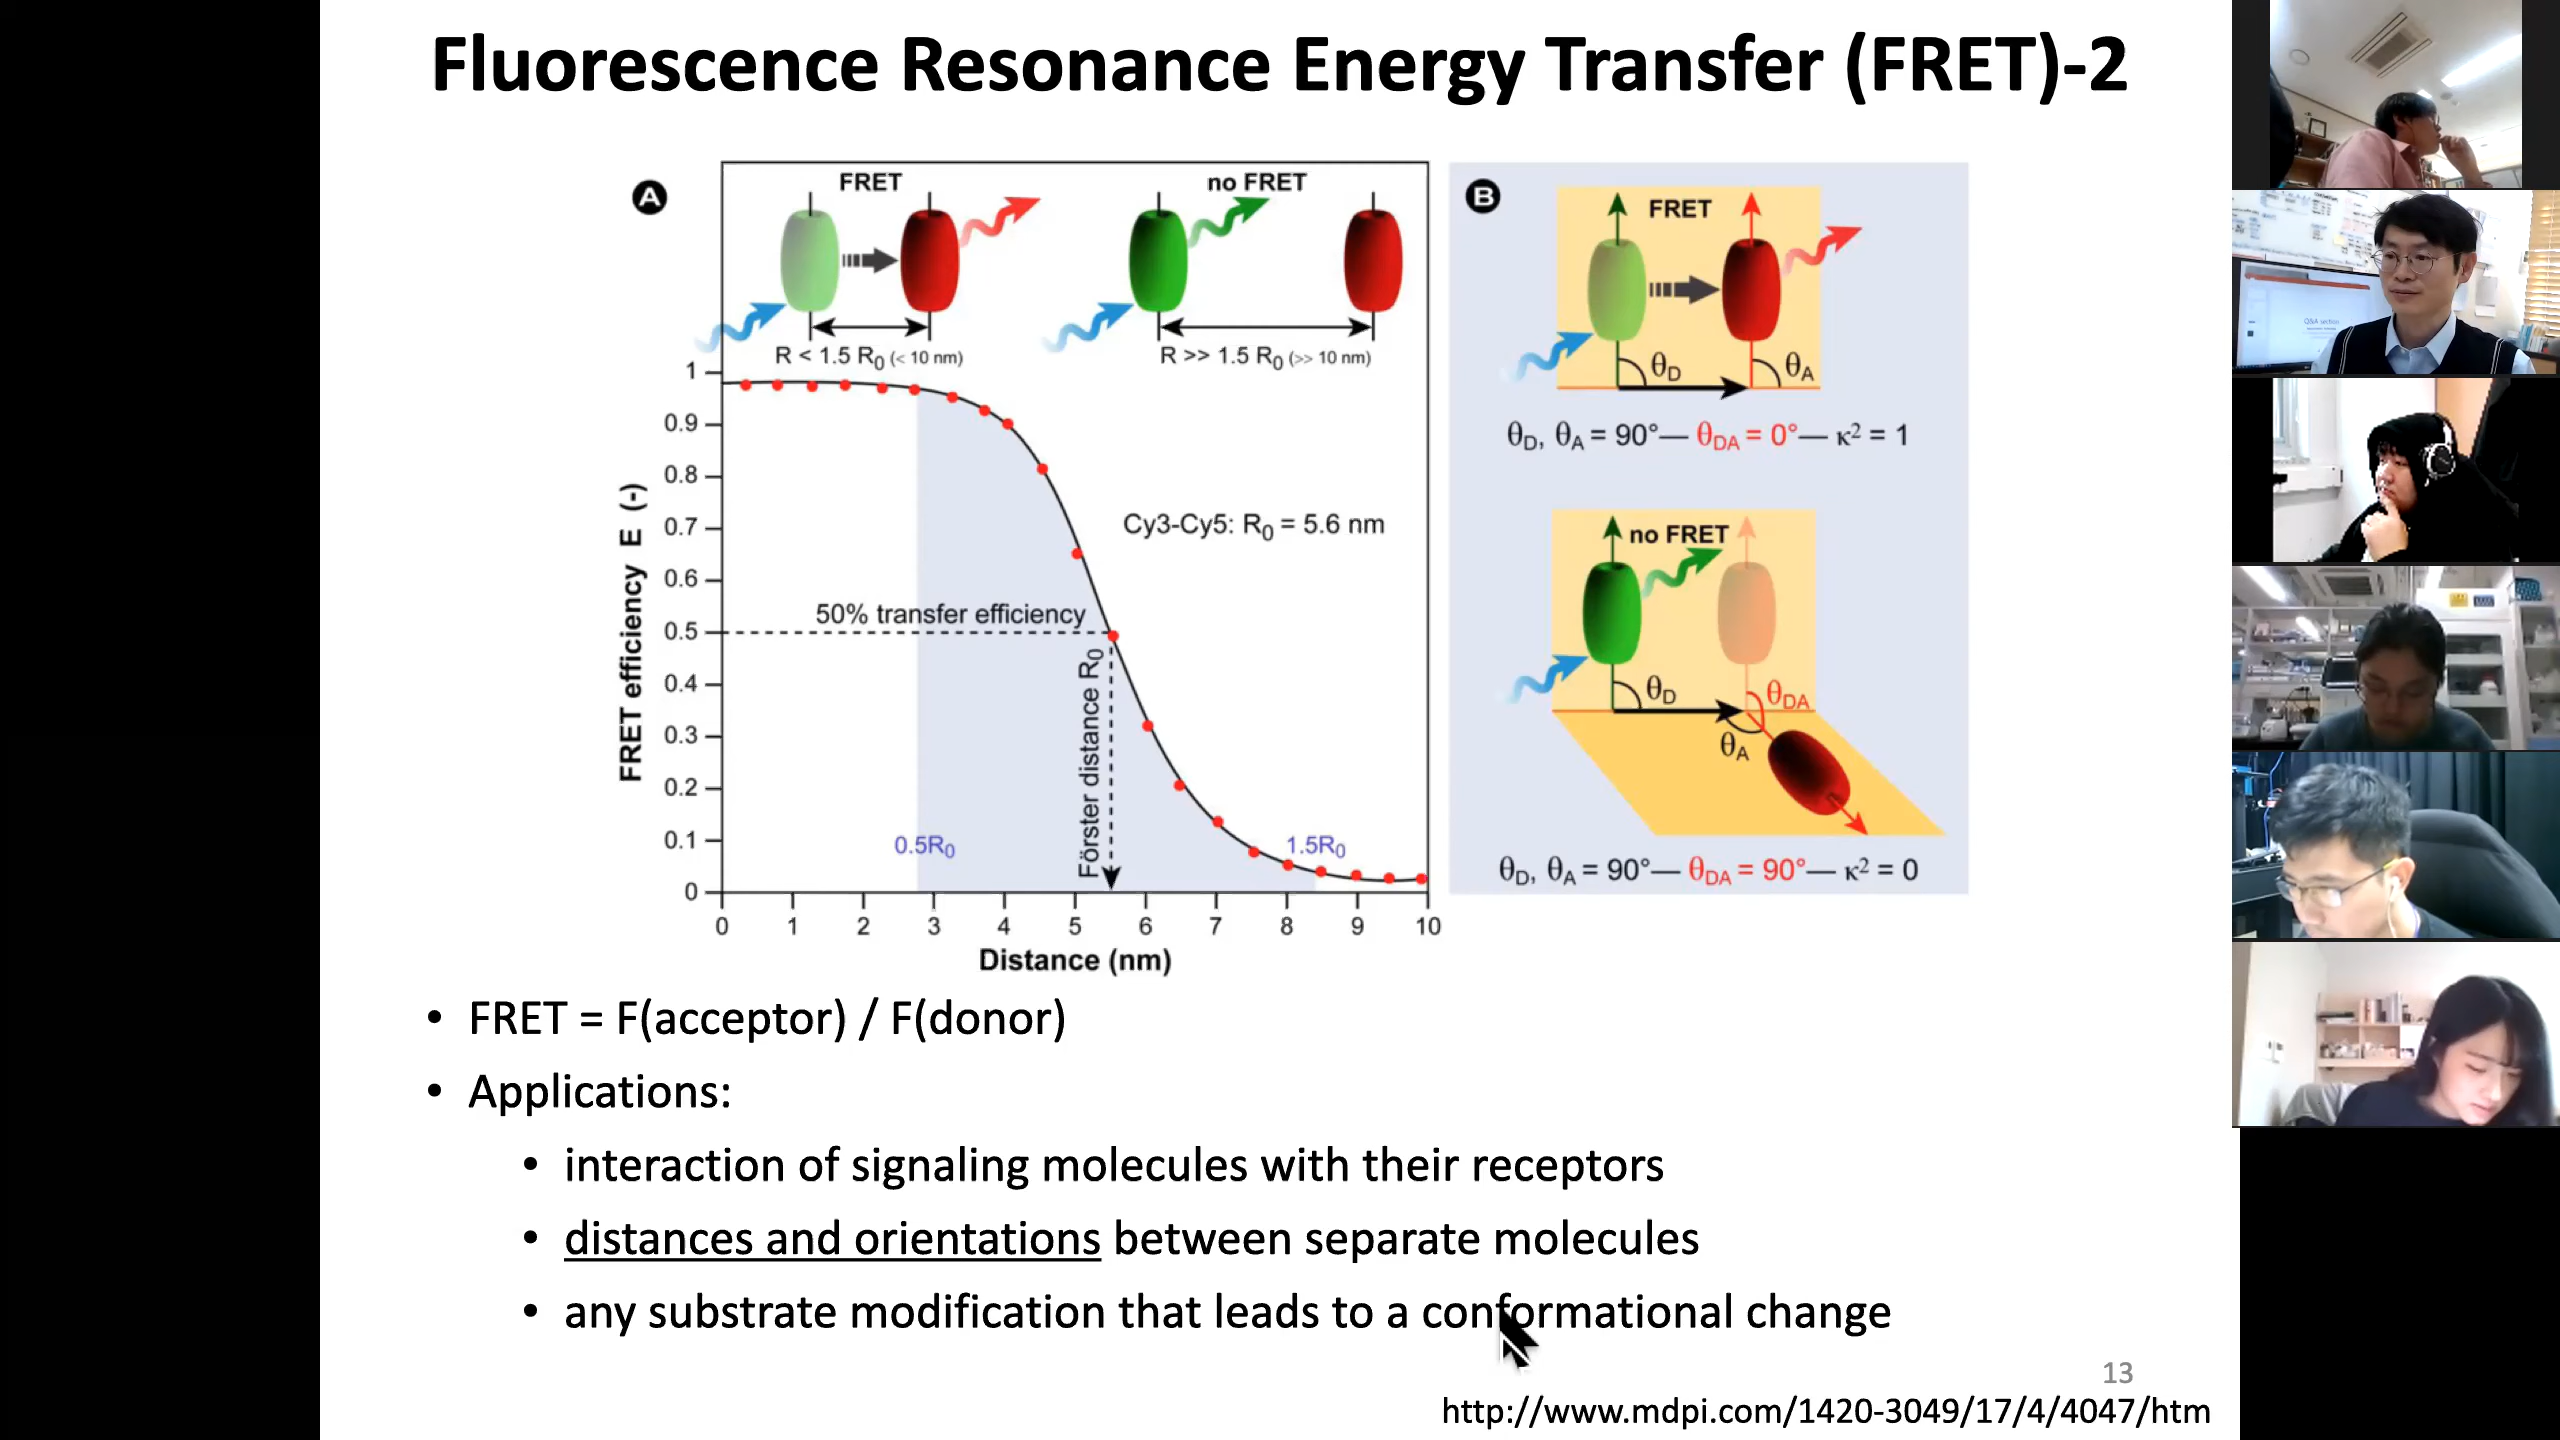 Fluorescence Resonance Energy Transfer (FRET)-2
A
FRET
no FRET
R < 1.5 R0 (< 10 nm)
R >> 1.5 R0 (>> 10 nm)
1
0.9
0.8
0.7
0.6
0.5
0.4
0.3
0.2
0.1
0
FRET efficiency E (-)
Cy3-Cy5: R0 = 5.6 nm
50% transfer efficiency
Förster distance R0
0.5R0
1.5R0
0 1 2 3 4 5 6 7 8 9 10
Distance (nm)
B
FRET
θD
θA
θD, θA = 90°— θDA = 0°— κ² = 1
no FRET
θD
θDA
θA
θD, θA = 90°— θDA = 90°— κ² = 0
• FRET = F(acceptor) / F(donor)
• Applications:
• interaction of signaling molecules with their receptors
• distances and orientations between separate molecules
• any substrate modification that leads to a conformational change
13
http://www.mdpi.com/1420-3049/17/4/4047/htm
Q&A section